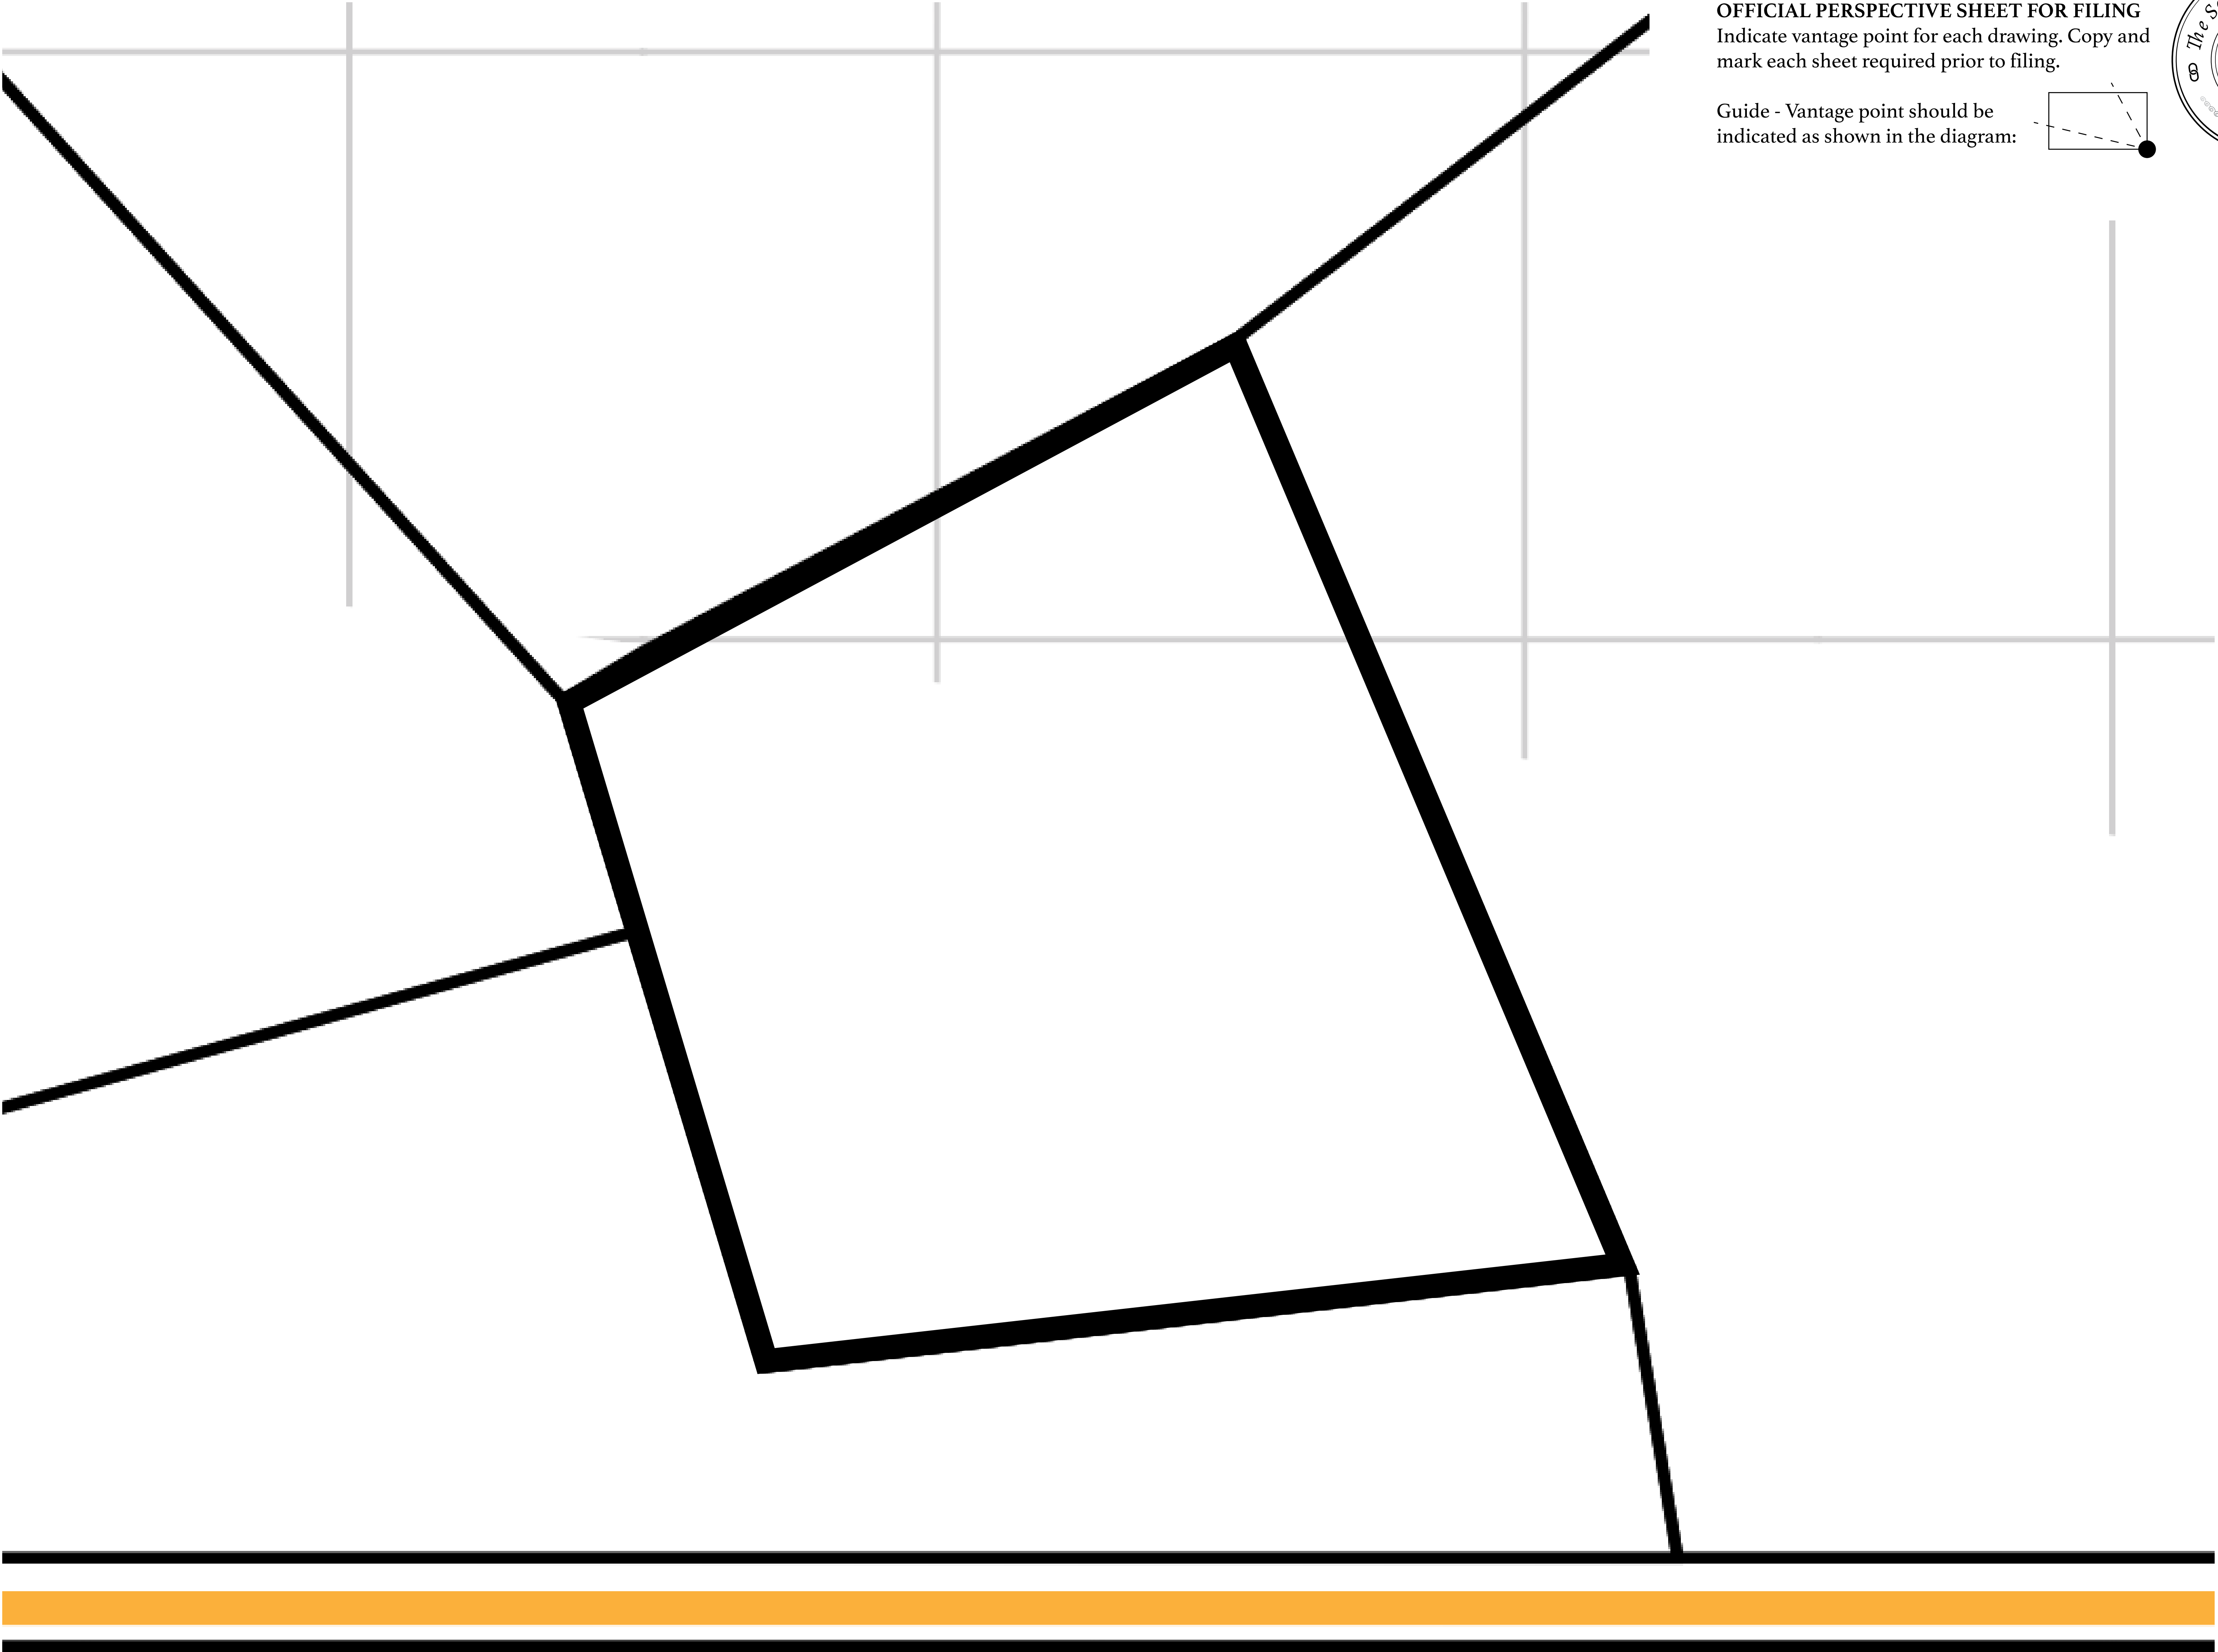 OFFICIAL PERSPECTIVE SHEET FOR FILING
Indicate vantage point for each drawing. Copy and
mark each sheet required prior to filing.
Guide - Vantage point should be
indicated as shown in the diagram:
The